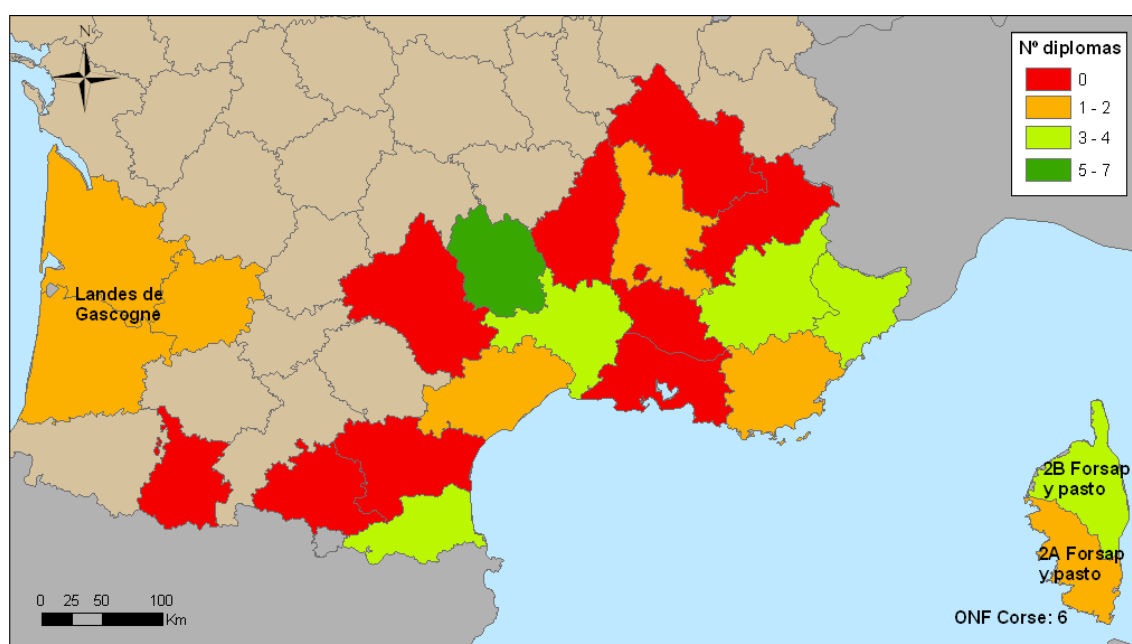 N
Nº diplomas
0
1 - 2
3 - 4
5 - 7
Landes de
Gascogne
2B Forsap
y pasto
2A Forsap
y pasto
ONF Corse: 6
0 25 50 100
Km